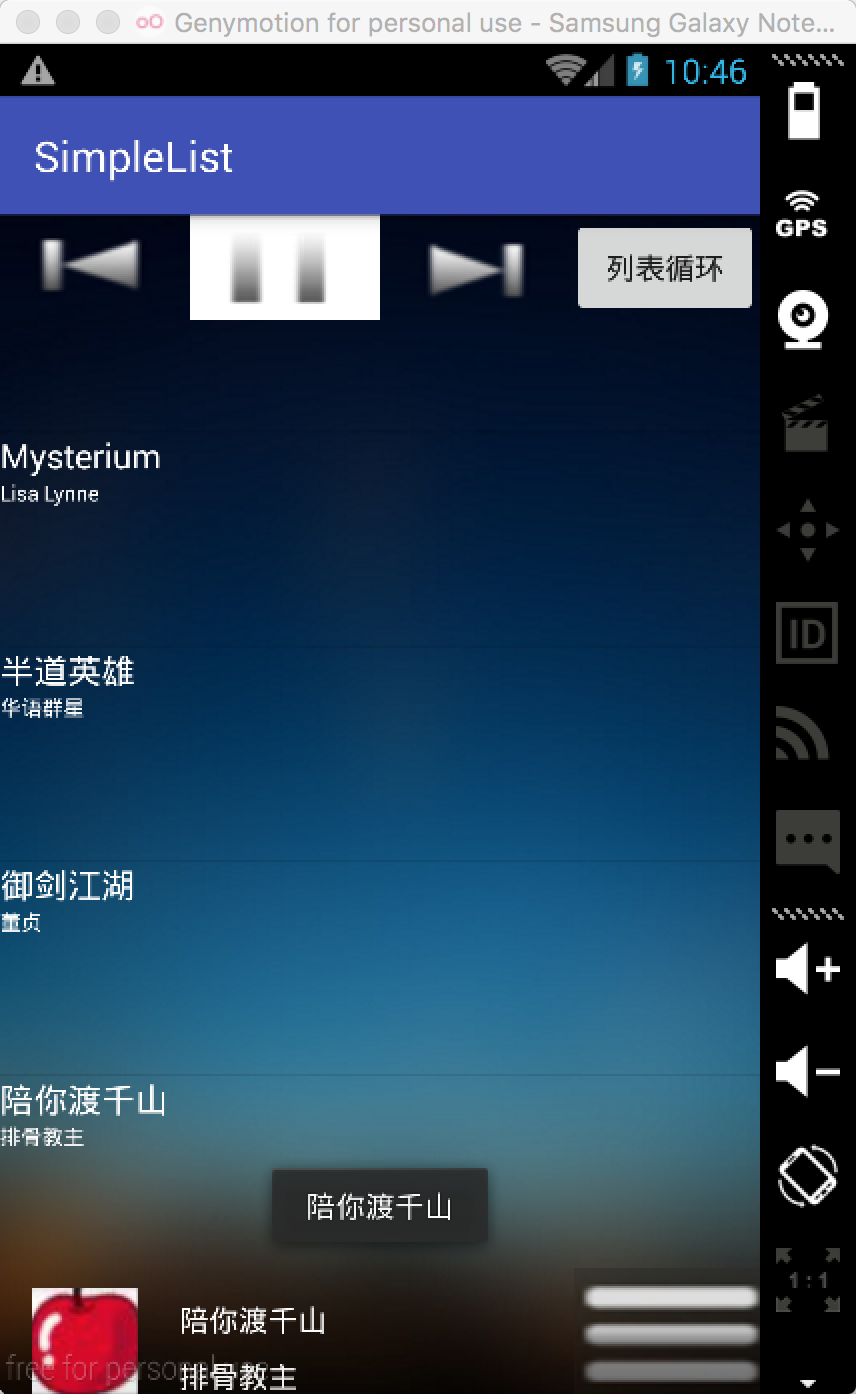 Genymotion for personal use - Samsung Galaxy Note...
10:46
SimpleList
GPS
列表循环
Mysterium
Lisa Lynne
半道英雄
华语群星
ID
御剑江湖
董贞
陪你渡千山
排骨教主
陪你渡千山
1 : 1
陪你渡千山
排骨教主
free for personal use